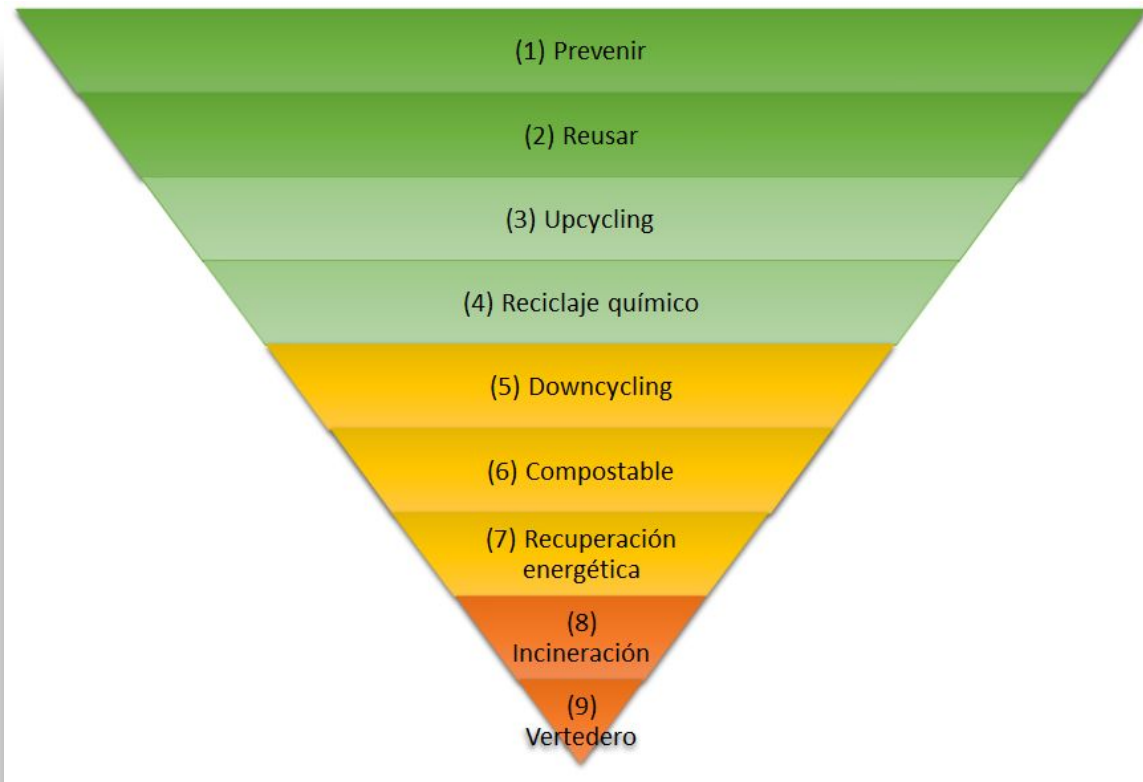 (1) Prevenir
(2) Reusar
(3) Upcycling
(4) Reciclaje químico
(5) Downcycling
(6) Compostable
(7) Recuperación
energética
(8)
Incineración
(9)
Vertedero